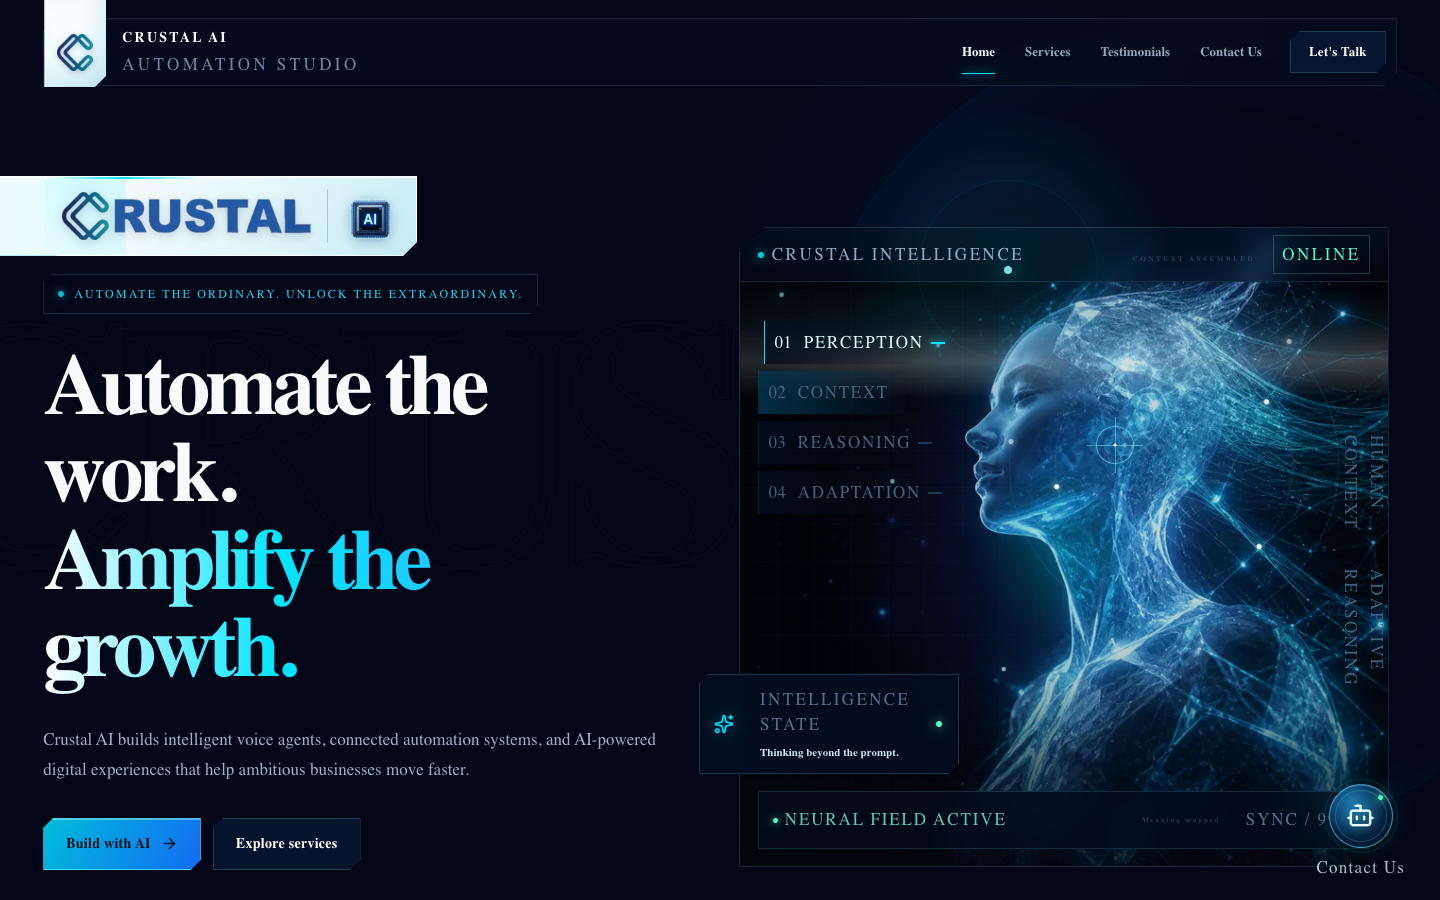 CRUSTAL AI
AUTOMATION STUDIO
Home
Services
Testimonials
Contact Us
Let's Talk
CRUSTAL
AI
AUTOMATE THE ORDINARY. UNLOCK THE EXTRAORDINARY.
Automate the
work.
Amplify the
growth.
Crustal AI builds intelligent voice agents, connected automation systems, and AI-powered
digital experiences that help ambitious businesses move faster.
Build with AI
Explore services
CRUSTAL INTELLIGENCE
CONTEXT ASSEMBLED
ONLINE
01 PERCEPTION
02 CONTEXT
03 REASONING
04 ADAPTATION
HUMAN
CONTEXT
ADAPTIVE
REASONING
INTELLIGENCE
STATE
Thinking beyond the prompt.
NEURAL FIELD ACTIVE
Meaning mapped
SYNC / 9
Contact Us